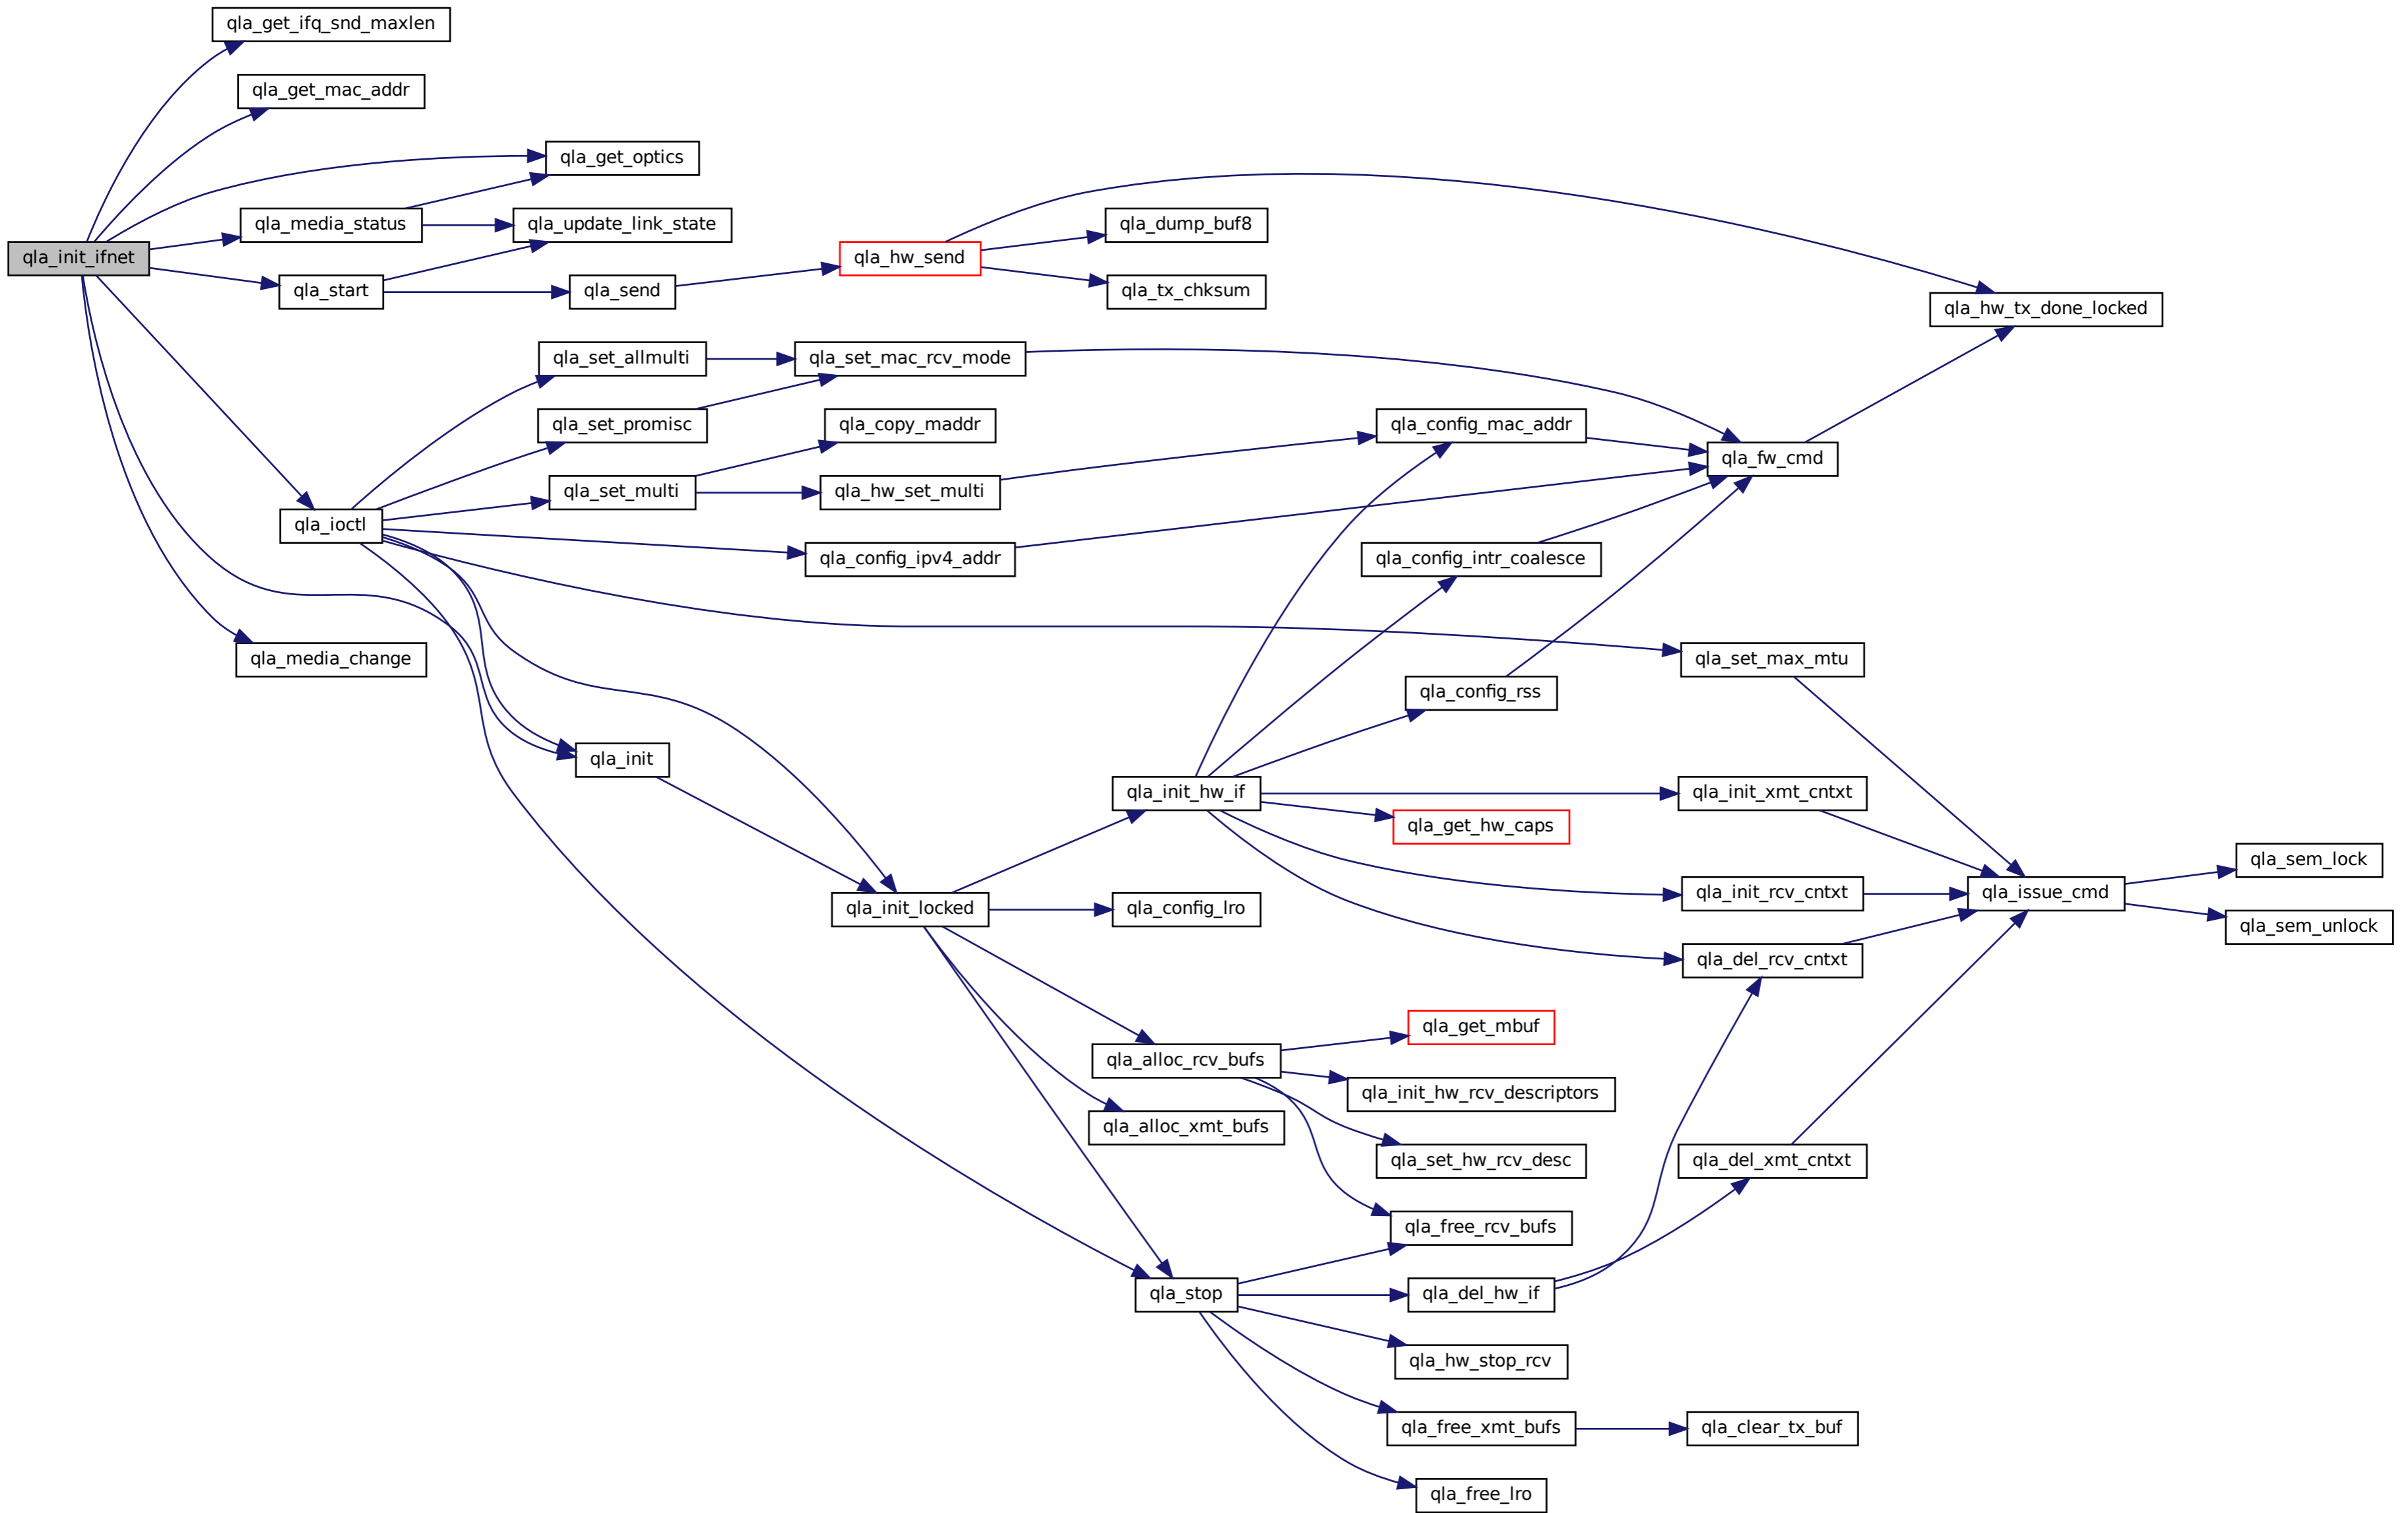 qla_get_ifq_snd_maxlen
qla_get_mac_addr
qla_get_optics
qla_media_status
qla_update_link_state
qla_dump_buf8
qla_init_ifnet
qla_hw_send
qla_start
qla_send
qla_tx_chksum
qla_hw_tx_done_locked
qla_set_allmulti
qla_set_mac_rcv_mode
qla_set_promisc
qla_copy_maddr
qla_config_mac_addr
qla_fw_cmd
qla_set_multi
qla_hw_set_multi
qla_ioctl
qla_config_ipv4_addr
qla_config_intr_coalesce
qla_media_change
qla_set_max_mtu
qla_config_rss
qla_init
qla_init_hw_if
qla_init_xmt_cntxt
qla_get_hw_caps
qla_sem_lock
qla_init_rcv_cntxt
qla_issue_cmd
qla_init_locked
qla_config_lro
qla_sem_unlock
qla_del_rcv_cntxt
qla_get_mbuf
qla_alloc_rcv_bufs
qla_init_hw_rcv_descriptors
qla_alloc_xmt_bufs
qla_set_hw_rcv_desc
qla_del_xmt_cntxt
qla_free_rcv_bufs
qla_stop
qla_del_hw_if
qla_hw_stop_rcv
qla_free_xmt_bufs
qla_clear_tx_buf
qla_free_lro